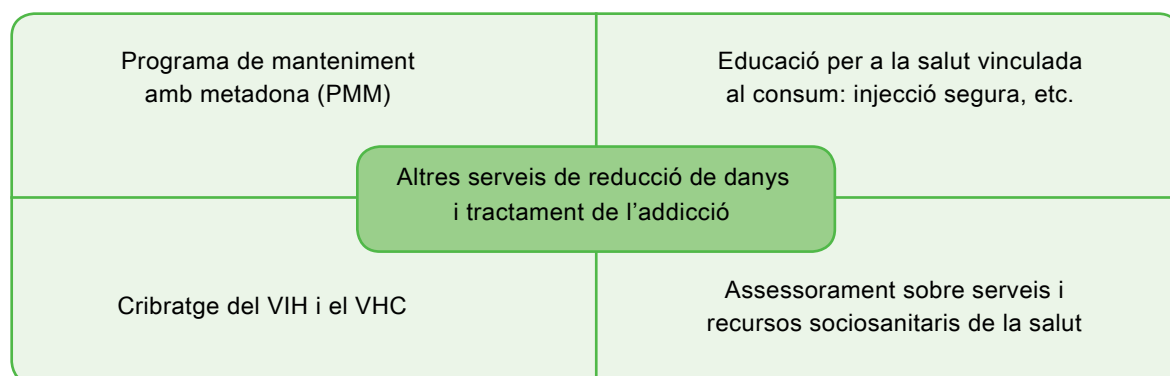 Programa de manteniment
amb metadona (PMM)
Educació per a la salut vinculada
al consum: injecció segura, etc.
Altres serveis de reducció de danys
i tractament de l’addicció
Cribratge del VIH i el VHC
Assessorament sobre serveis i
recursos sociosanitaris de la salut